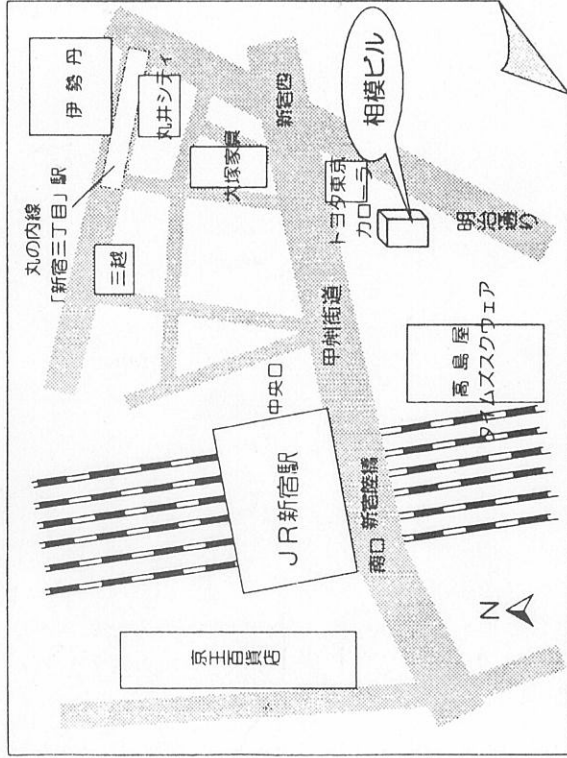 伊勢丹
丸の内線
「新宿三丁目」駅
丸井シティ
三越
大塚家具
新宿四
中央口
甲州街道
トヨタ東京
カローラ
相模ビル
明治通り
JR新宿駅
南口
新宿陸橋
高島屋
タイムズスクウェア
京王百貨店
N